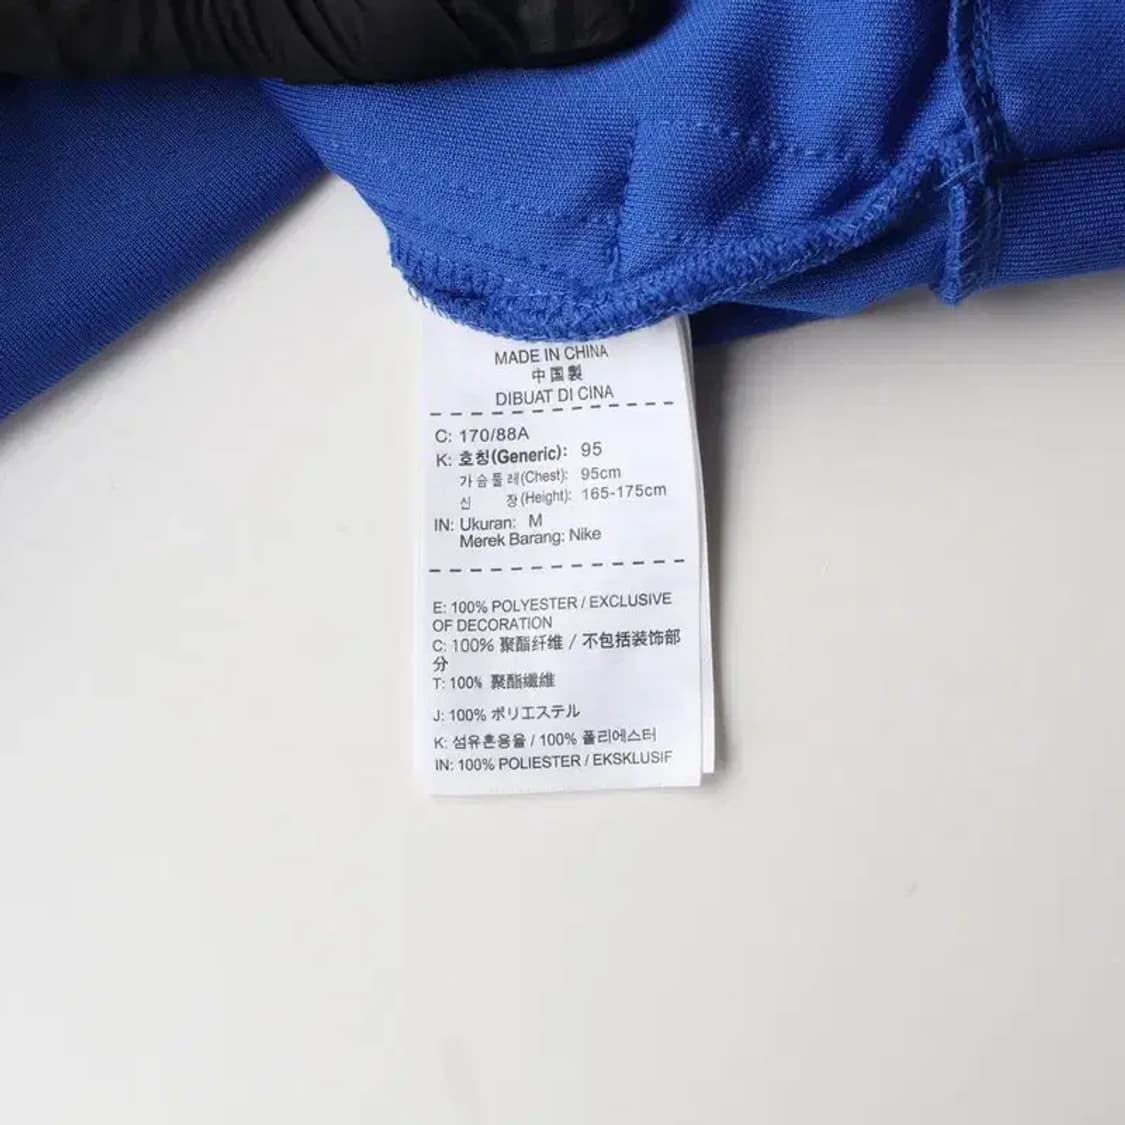 MADE IN CHINA
中国製
DIBUAT DI CINA
C: 170/88A
K: 호칭(Generic): 95
가슴둘레(Chest): 95cm
신 장(Height): 165-175cm
IN: Ukuran: M
Merek Barang: Nike
E: 100% POLYESTER / EXCLUSIVE
OF DECORATION
C: 100% 聚酯纤维 / 不包括装饰部
分
T: 100% 聚酯纖維
J: 100% ポリエステル
K: 섬유혼용율 / 100% 폴리에스터
IN: 100% POLIESTER / EKSKLUSIF